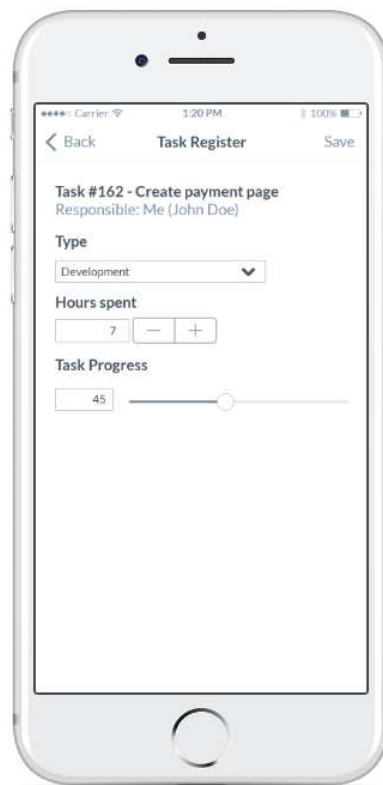 Carrier 1:20 PM 100%
Back Task Register Save
Task #162 - Create payment page
Responsible: Me (John Doe)
Type
Development
Hours spent
7 − +
Task Progress
45